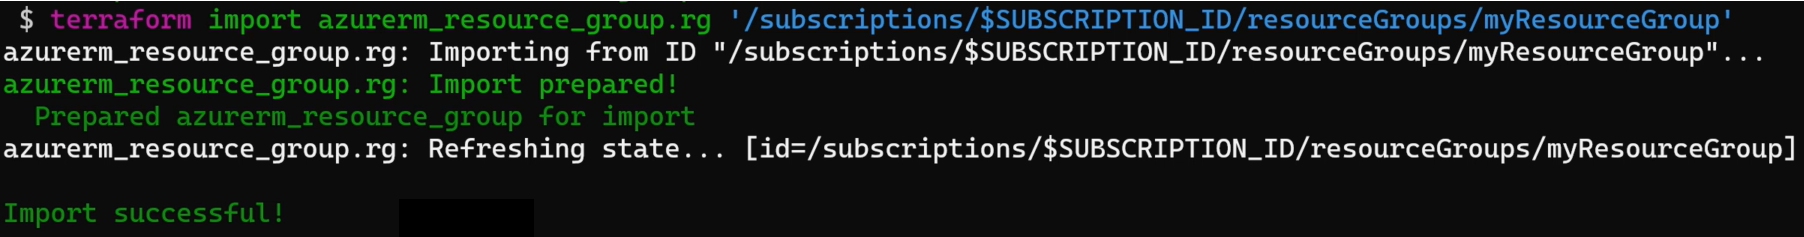 $ terraform import azurerm_resource_group.rg '/subscriptions/$SUBSCRIPTION_ID/resourceGroups/myResourceGroup'
azurerm_resource_group.rg: Importing from ID "/subscriptions/$SUBSCRIPTION_ID/resourceGroups/myResourceGroup"...
azurerm_resource_group.rg: Import prepared!
  Prepared azurerm_resource_group for import
azurerm_resource_group.rg: Refreshing state... [id=/subscriptions/$SUBSCRIPTION_ID/resourceGroups/myResourceGroup]
Import successful!